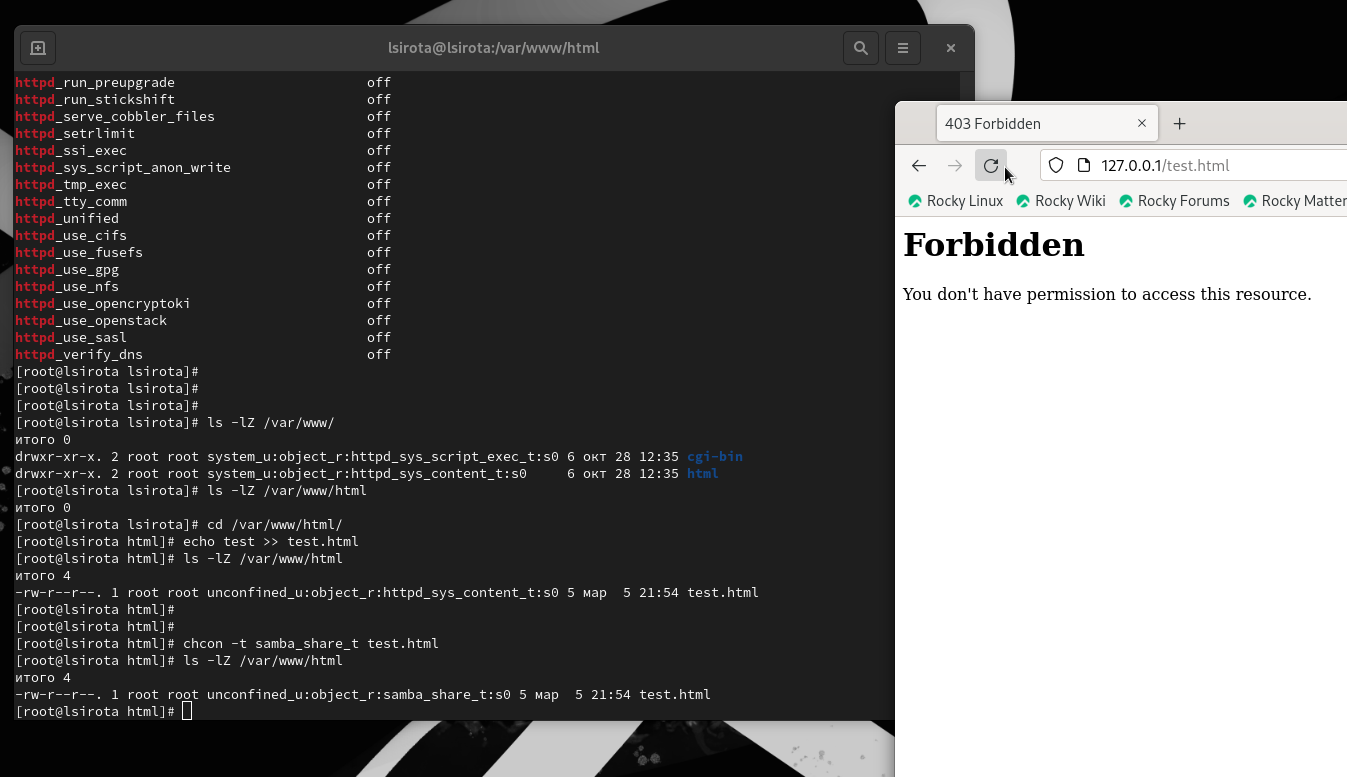 lsirota@lsirota:/var/www/html
httpd_run_preupgrade                        off
httpd_run_stickshift                        off
httpd_serve_cobbler_files                   off
httpd_setrlimit                             off
httpd_ssi_exec                              off
httpd_sys_script_anon_write                 off
httpd_tmp_exec                              off
httpd_tty_comm                              off
httpd_unified                               off
httpd_use_cifs                              off
httpd_use_fusefs                            off
httpd_use_gpg                               off
httpd_use_nfs                               off
httpd_use_opencryptoki                      off
httpd_use_openstack                         off
httpd_use_sasl                              off
httpd_verify_dns                            off
[root@lsirota lsirota]#
[root@lsirota lsirota]#
[root@lsirota lsirota]#
[root@lsirota lsirota]# ls -lZ /var/www/
итого 0
drwxr-xr-x. 2 root root system_u:object_r:httpd_sys_script_exec_t:s0 6 окт 28 12:35 cgi-bin
drwxr-xr-x. 2 root root system_u:object_r:httpd_sys_content_t:s0     6 окт 28 12:35 html
[root@lsirota lsirota]# ls -lZ /var/www/html
итого 0
[root@lsirota lsirota]# cd /var/www/html/
[root@lsirota html]# echo test >> test.html
[root@lsirota html]# ls -lZ /var/www/html
итого 4
-rw-r--r--. 1 root root unconfined_u:object_r:httpd_sys_content_t:s0 5 мар  5 21:54 test.html
[root@lsirota html]#
[root@lsirota html]#
[root@lsirota html]# chcon -t samba_share_t test.html
[root@lsirota html]# ls -lZ /var/www/html
итого 4
-rw-r--r--. 1 root root unconfined_u:object_r:samba_share_t:s0 5 мар  5 21:54 test.html
[root@lsirota html]#
403 Forbidden
127.0.0.1/test.html
Rocky Linux Rocky Wiki Rocky Forums Rocky Matter
Forbidden
You don't have permission to access this resource.